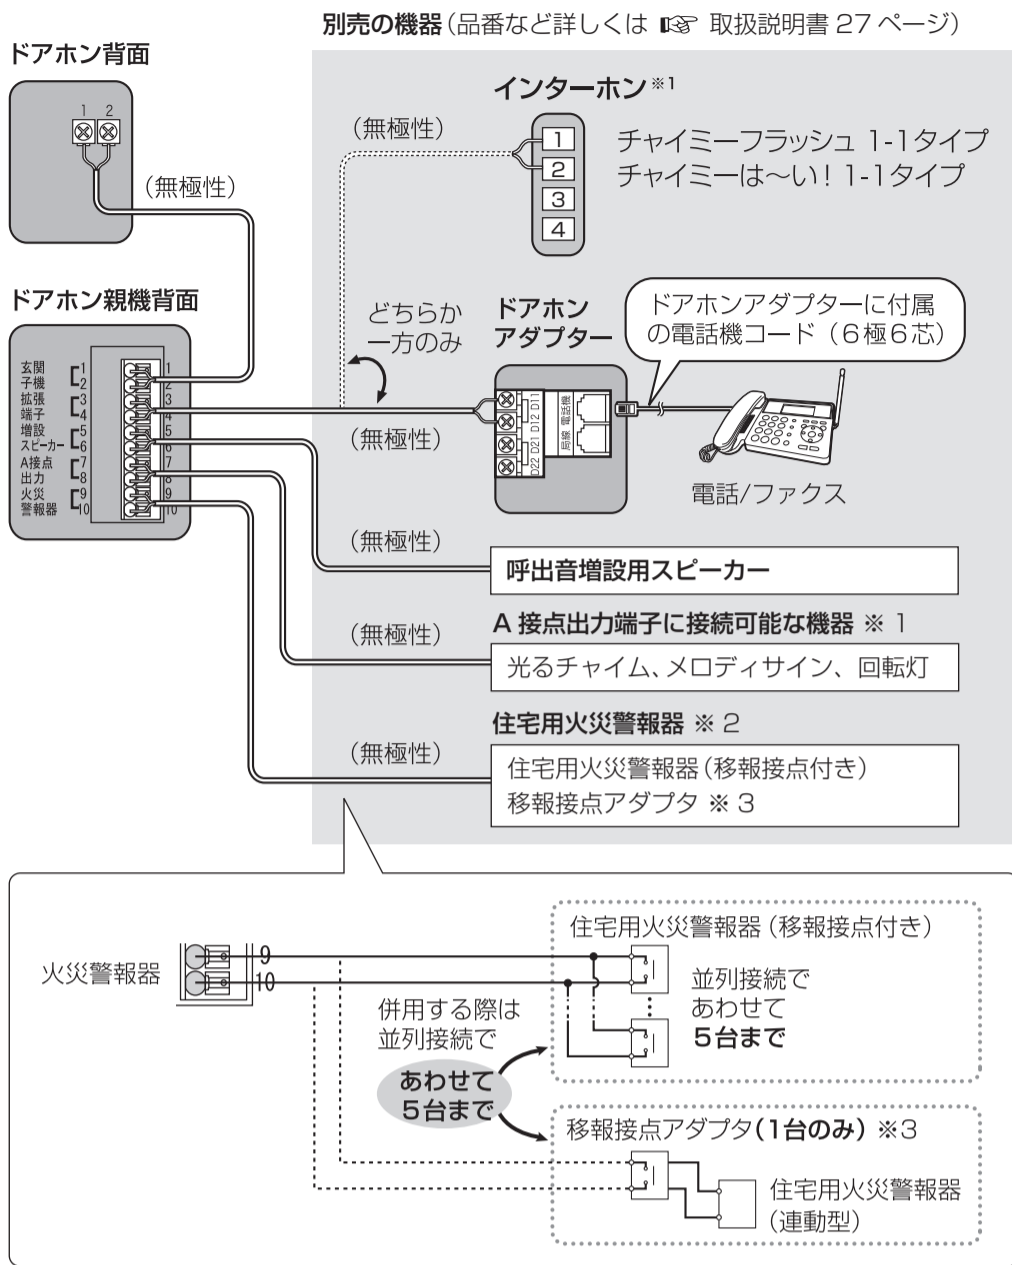 別売の機器(品番など詳しくは ☞ 取扱説明書 27 ページ)
ドアホン背面
1 2
(無極性)
インターホン※1
(無極性)
1
2
3
4
チャイミーフラッシュ 1-1タイプ
チャイミーは〜い! 1-1タイプ
ドアホン親機背面
玄関
子機
拡張
端子
増設
スピーカー
A接点
出力
火災
警報器
1
2
3
4
5
6
7
8
9
10
1
2
3
4
5
6
7
8
9
10
どちらか
一方のみ
(無極性)
ドアホン
アダプター
D22 D21 D12 D11
局線 電話機
ドアホンアダプターに付属
の電話機コード(6極6芯)
電話/ファクス
(無極性)
呼出音増設用スピーカー
(無極性)
A 接点出力端子に接続可能な機器 ※ 1
光るチャイム、メロディサイン、回転灯
(無極性)
住宅用火災警報器 ※ 2
住宅用火災警報器(移報接点付き)
移報接点アダプタ ※ 3
火災警報器
9
10
住宅用火災警報器(移報接点付き)
並列接続で
あわせて
5台まで
併用する際は
並列接続で
あわせて
5台まで
移報接点アダプタ(1台のみ) ※3
住宅用火災警報器
(連動型)